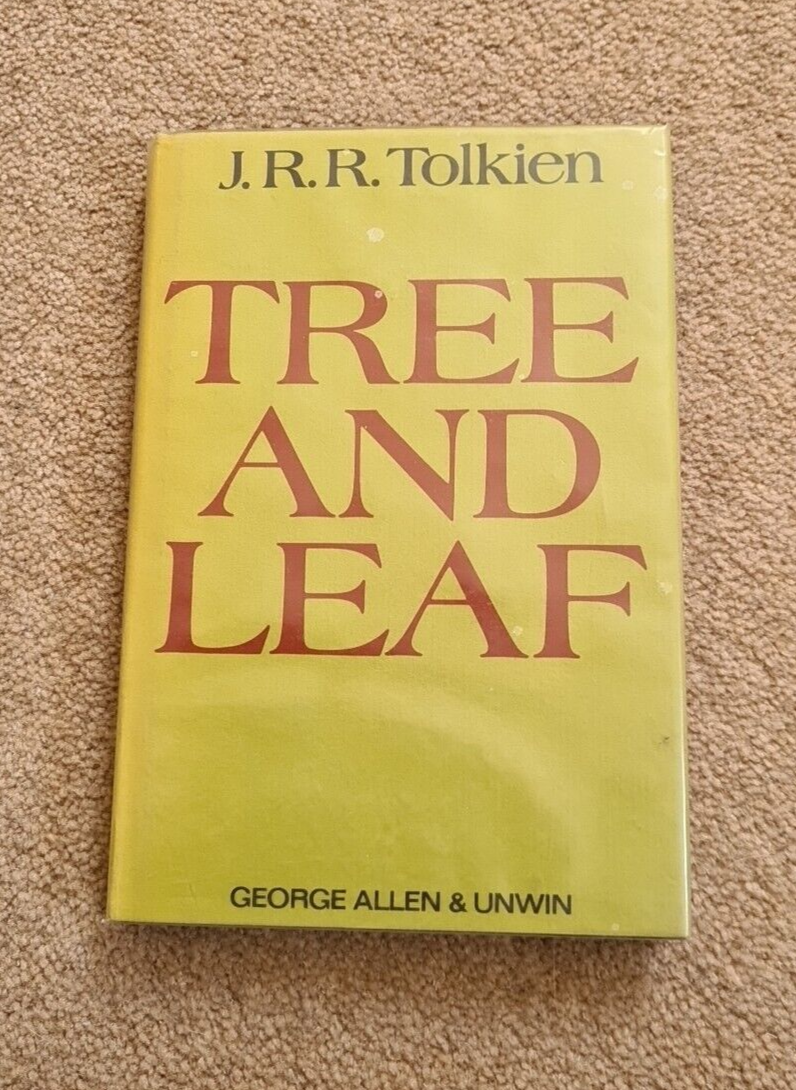 J. R. R. Tolkien
TREE
AND
LEAF
GEORGE ALLEN & UNWIN